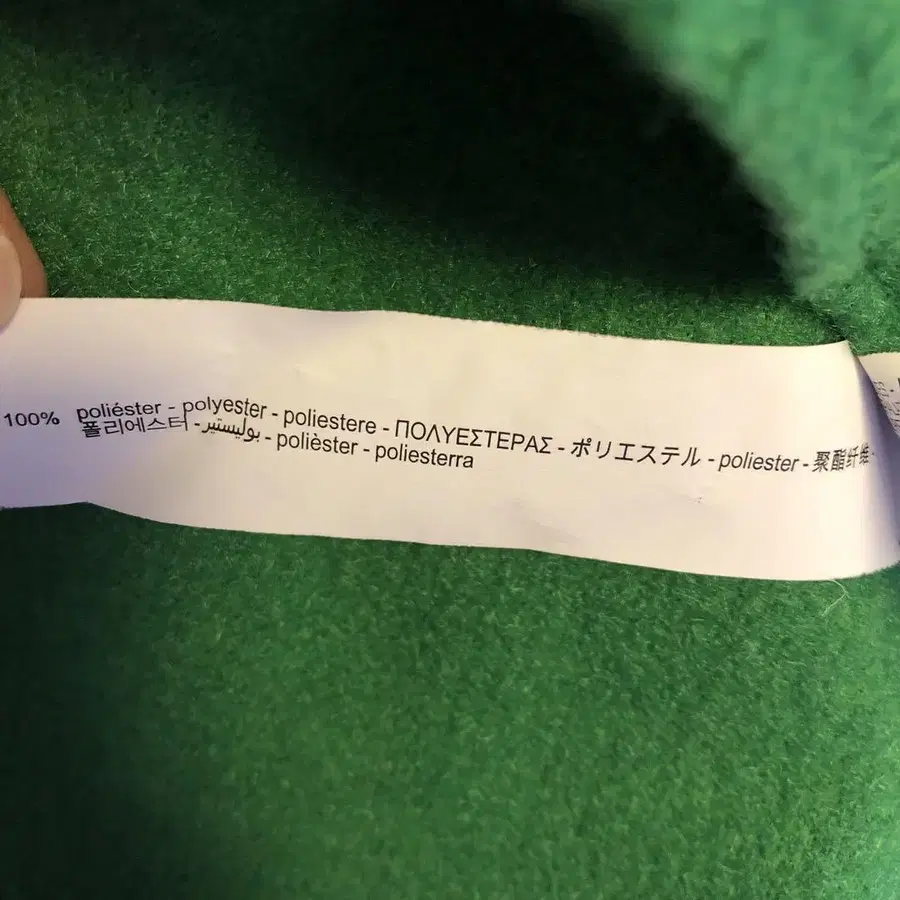 100% poliéster - polyester - poliestere - ΠΟΛΥΕΣΤΕΡΑΣ - ポリエステル - poliester - 聚酯纤维 -
폴리에스터 - بوليستير - polièster - poliesterra